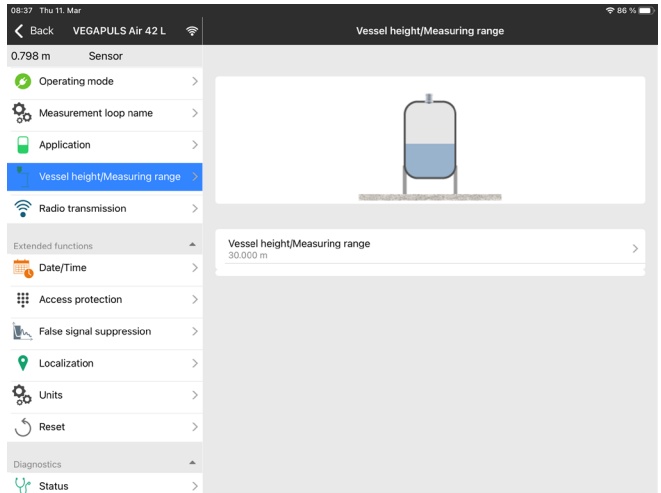 08:37 Thu 11. Mar
86 %
Back VEGAPULS Air 42 L
Vessel height/Measuring range
0.798 m Sensor
Operating mode
Measurement loop name
Application
Vessel height/Measuring range
Radio transmission
Extended functions
Date/Time
Access protection
False signal suppression
Localization
Units
Reset
Diagnostics
Status
Vessel height/Measuring range
30.000 m